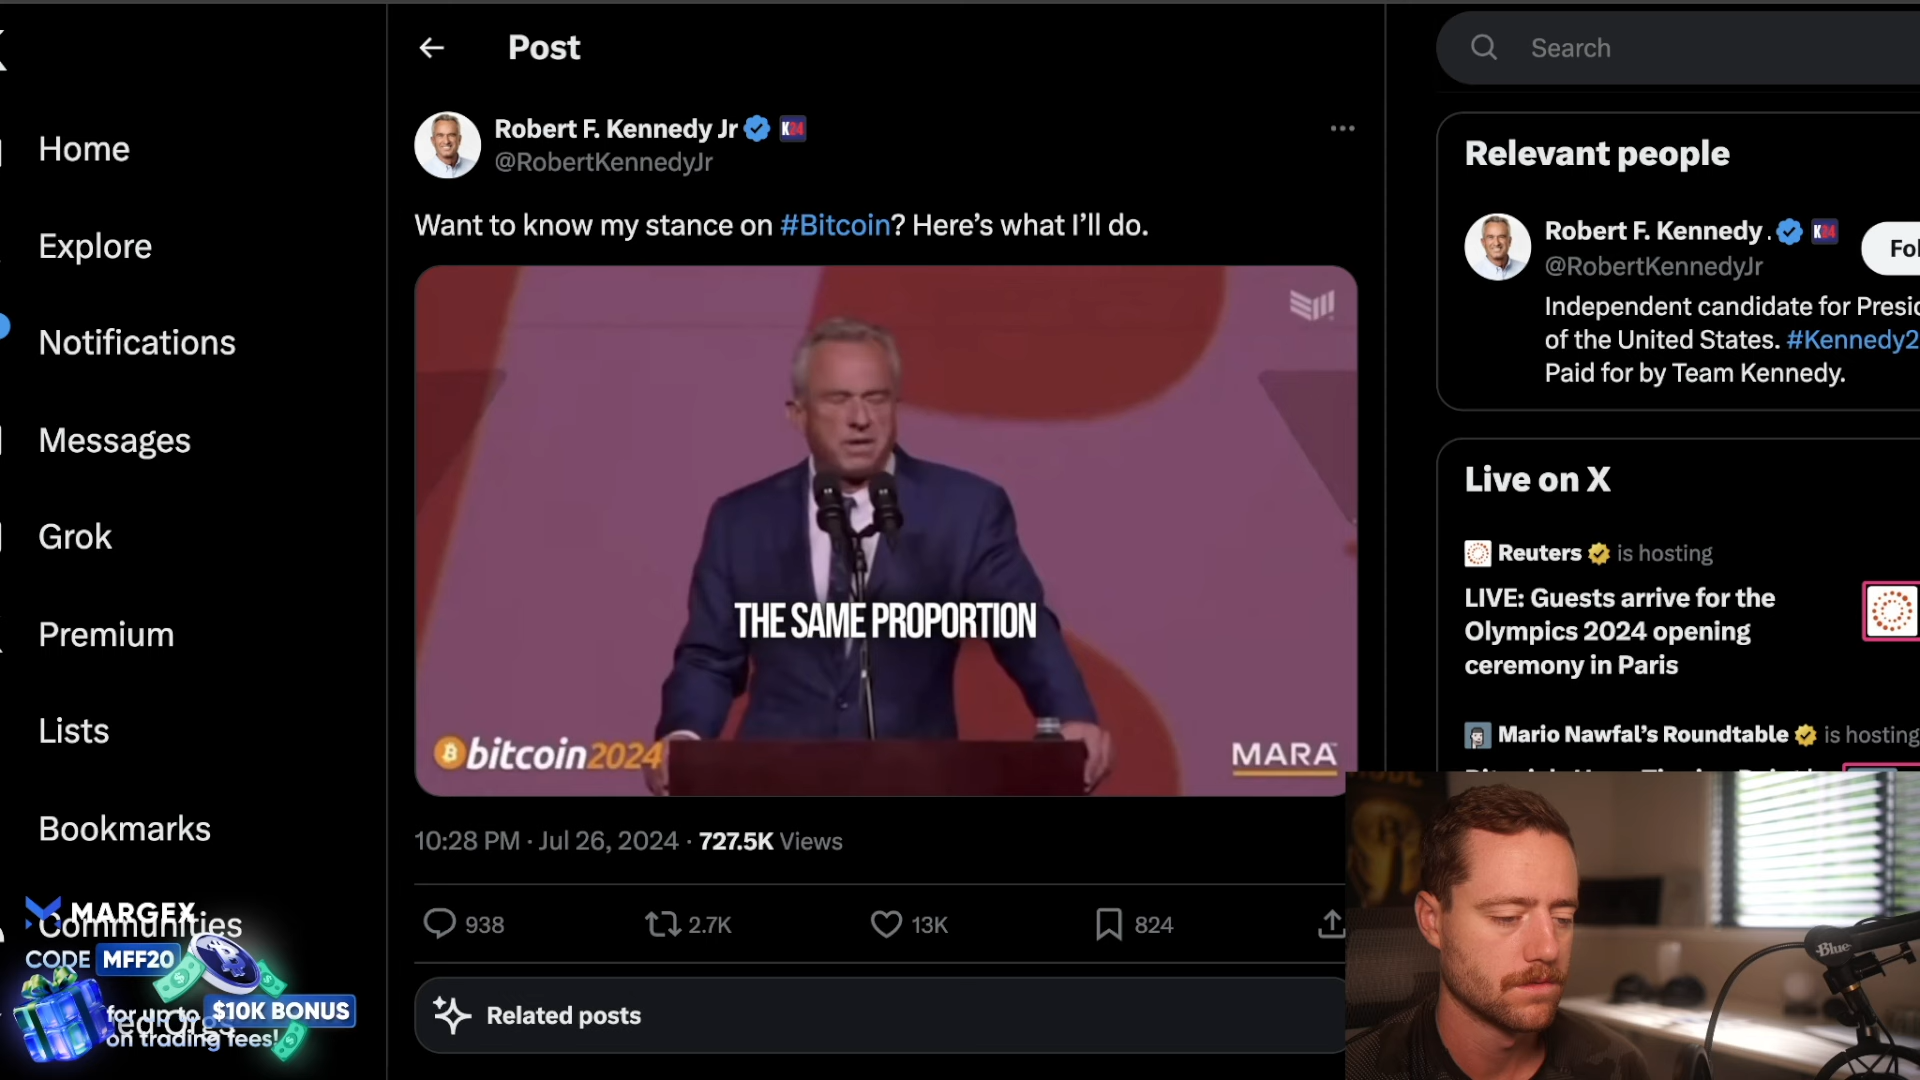 Post
Search
Home
Explore
Notifications
Messages
Grok
Premium
Lists
Bookmarks
Communities
Robert F. Kennedy Jr K24
@RobertKennedyJr
Want to know my stance on #Bitcoin? Here's what I'll do.
THE SAME PROPORTION
bitcoin2024
MARA
10:28 PM · Jul 26, 2024 · 727.5K Views
938
2.7K
13K
824
Related posts
Relevant people
Robert F. Kennedy . K24
@RobertKennedyJr
Independent candidate for
of the United States.
Paid for by Team Kennedy.
Live on X
Reuters is hosting
LIVE: Guests arrive for the
Olympics 2024 opening
ceremony in Paris
Mario Nawfal's Roundtable is hosting
MARGEX
CODE MFF20
for up to $10K BONUS
on trading fees!
Blue